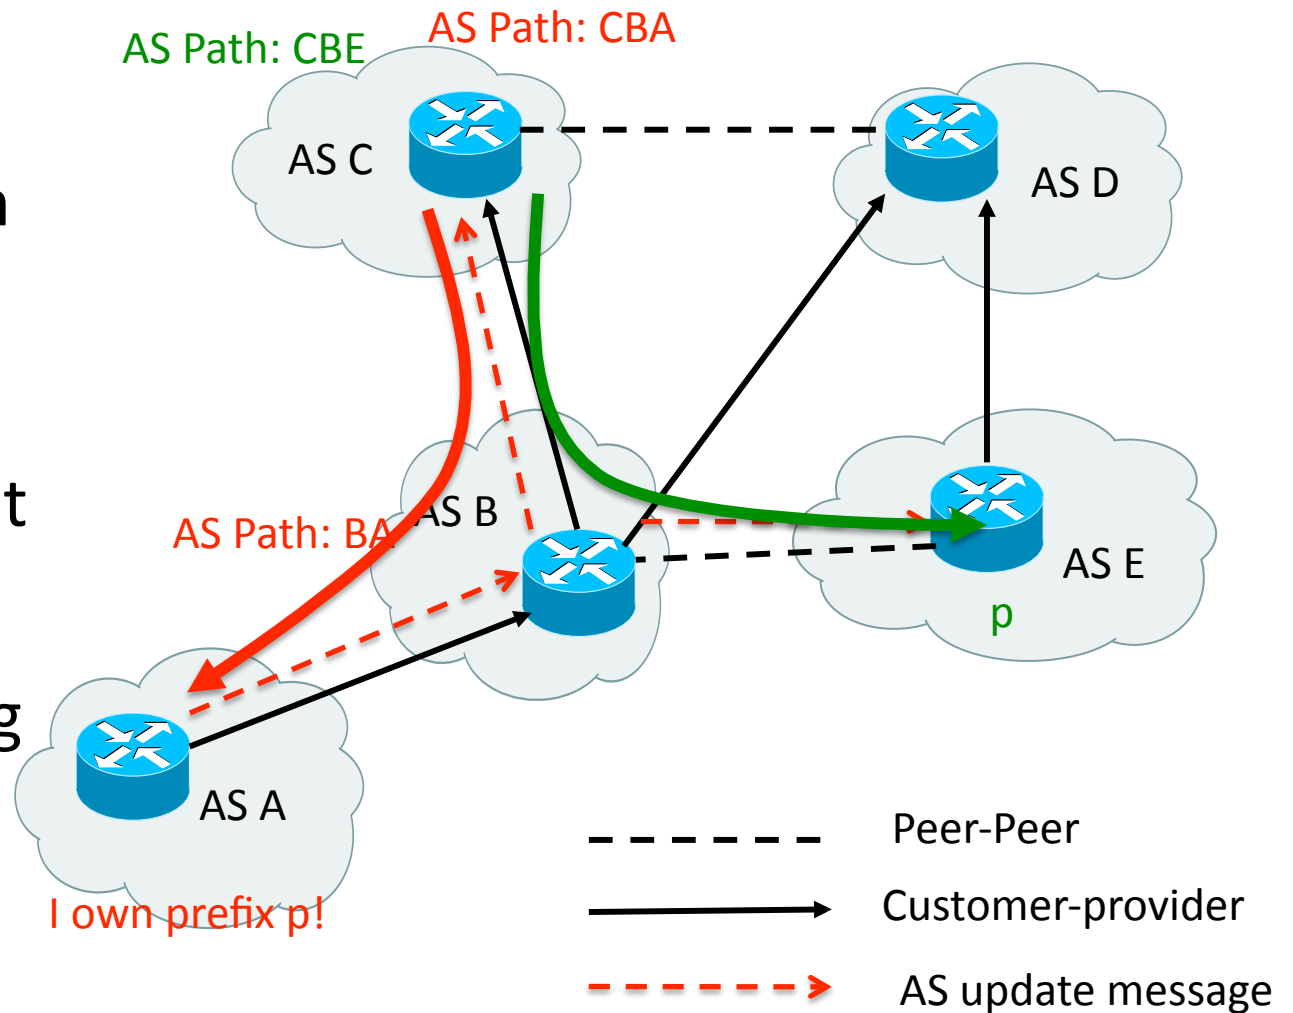 AS Path: CBA
AS Path: CBE
AS C
AS D
n
t
AS B
AS Path: BA
AS E
p
g
AS A
Peer-Peer
Customer-provider
I own prefix p!
AS update message